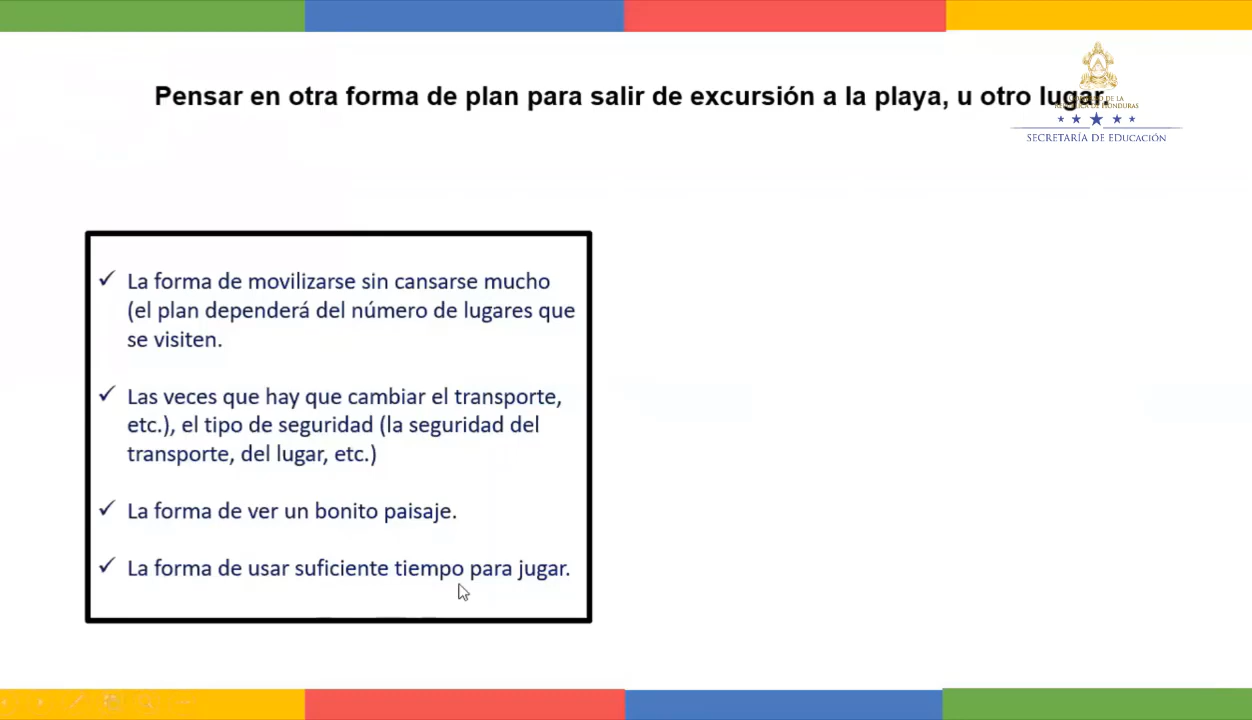 Pensar en otra forma de plan para salir de excursión a la playa, u otro lugar.
REPÚBLICA DE HONDURAS
SECRETARÍA DE EDUCACIÓN
✓ La forma de movilizarse sin cansarse mucho
(el plan dependerá del número de lugares que
se visiten.
✓ Las veces que hay que cambiar el transporte,
etc.), el tipo de seguridad (la seguridad del
transporte, del lugar, etc.)
✓ La forma de ver un bonito paisaje.
✓ La forma de usar suficiente tiempo para jugar.